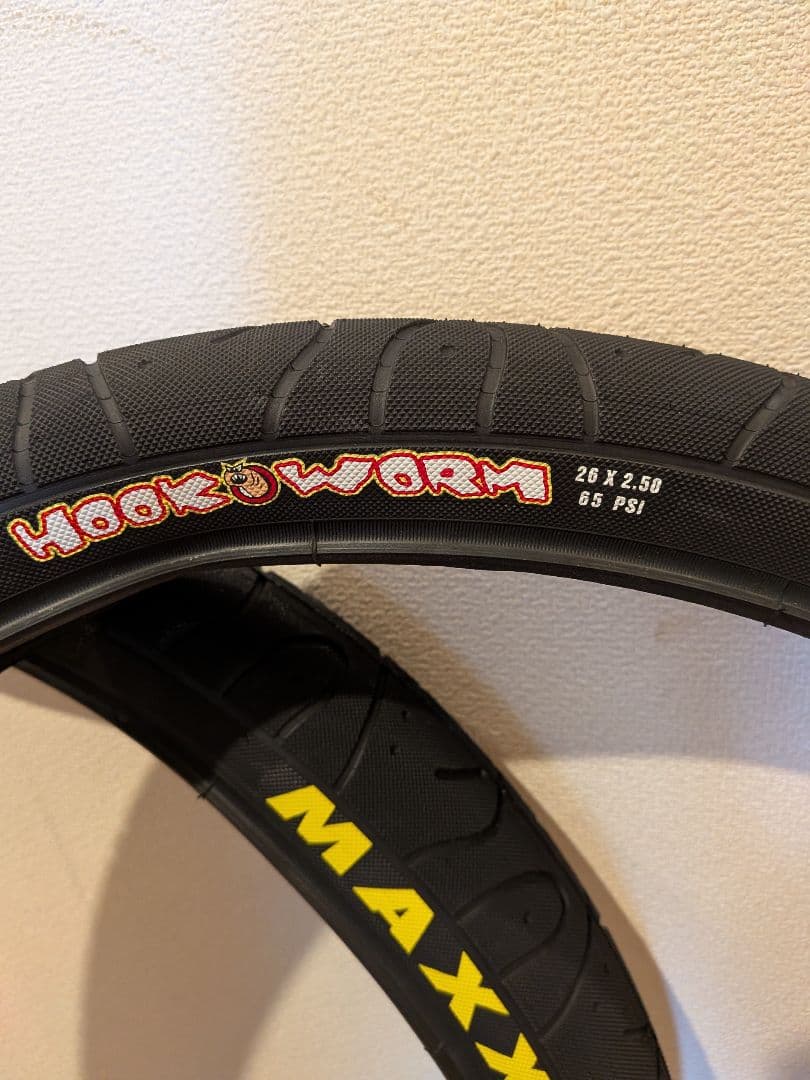 HOOKWORM
26 X 2.50
65 PSI
MAXX